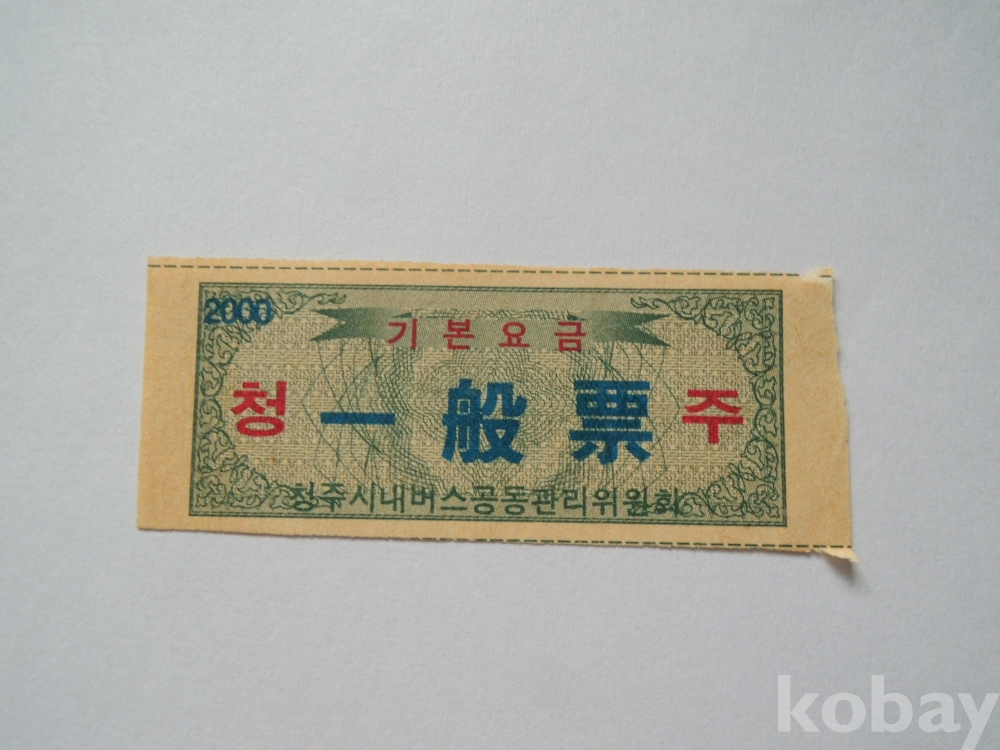 2000
기본요금
청 一般票 주
청주시내버스공동관리위원회
kobay